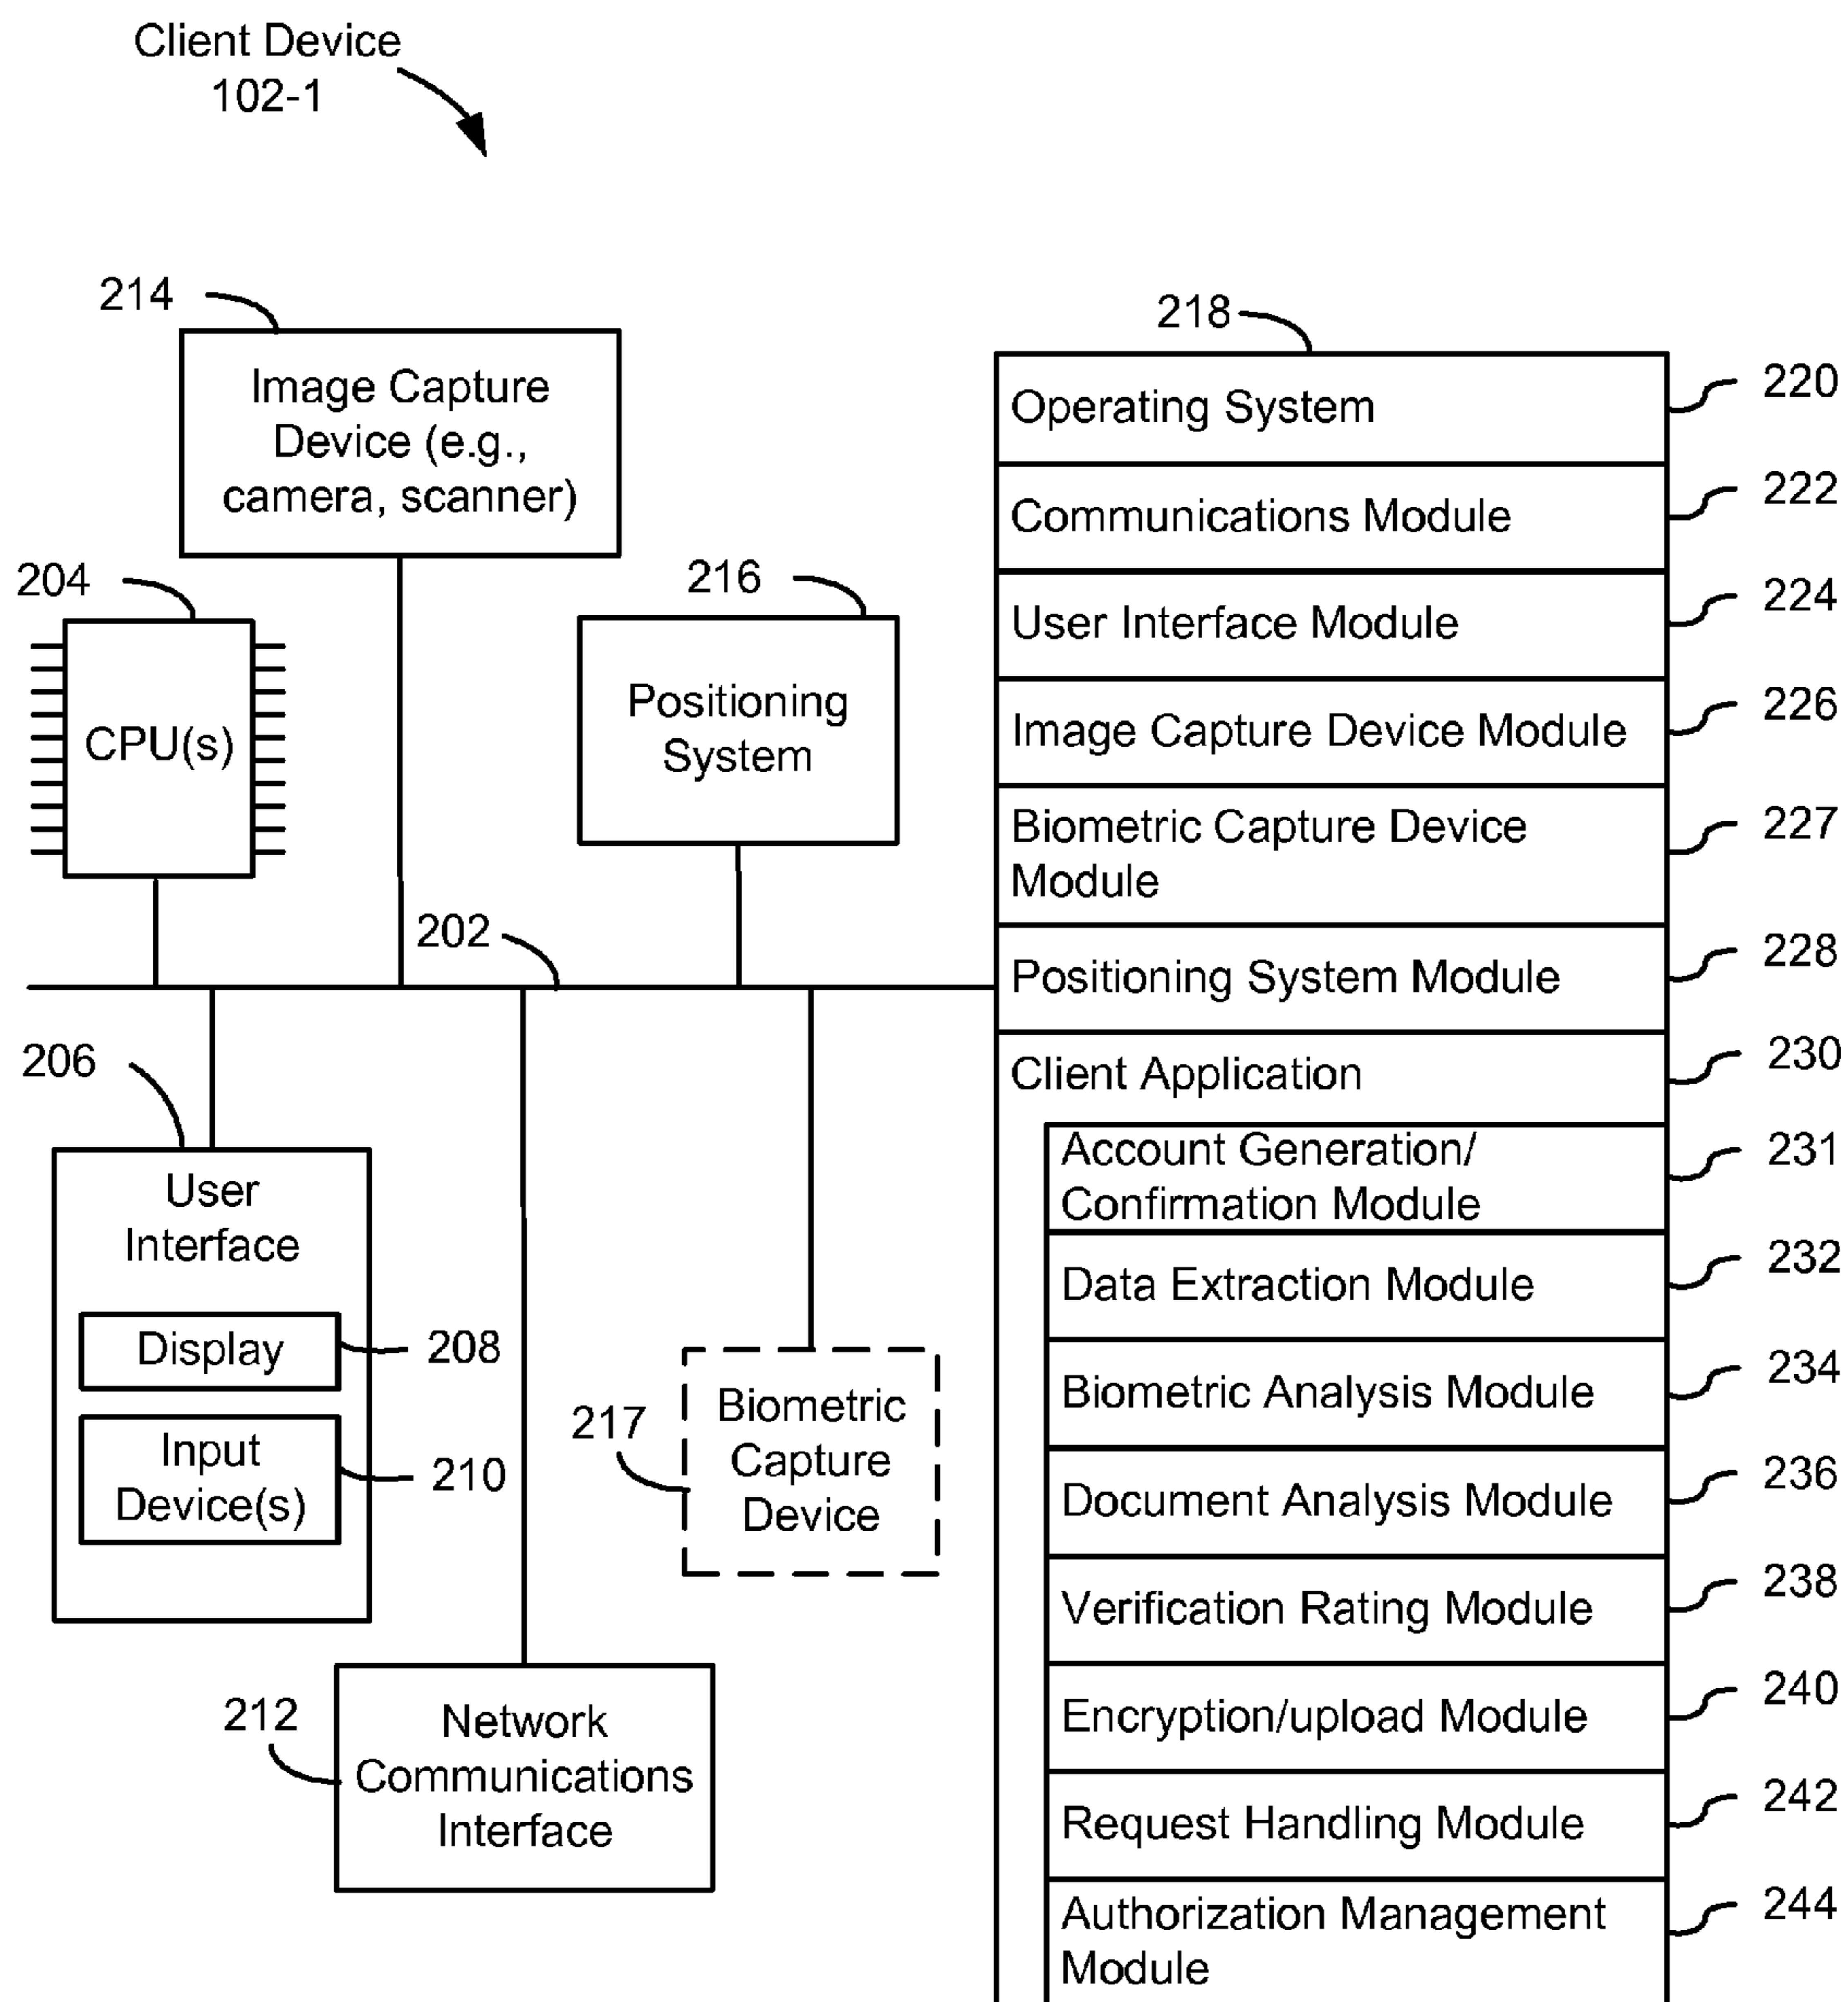 Client Device
102-1
214
Image Capture
Device (e.g.,
camera, scanner)
204
CPU(s)
216
Positioning
System
202
206
User
Interface
Display
208
Input
Device(s)
210
217
Biometric
Capture
Device
212
Network
Communications
Interface
218
Operating System
220
Communications Module
222
User Interface Module
224
Image Capture Device Module
226
Biometric Capture Device
Module
227
Positioning System Module
228
Client Application
230
Account Generation/
Confirmation Module
231
Data Extraction Module
232
Biometric Analysis Module
234
Document Analysis Module
236
Verification Rating Module
238
Encryption/upload Module
240
Request Handling Module
242
Authorization Management
Module
244